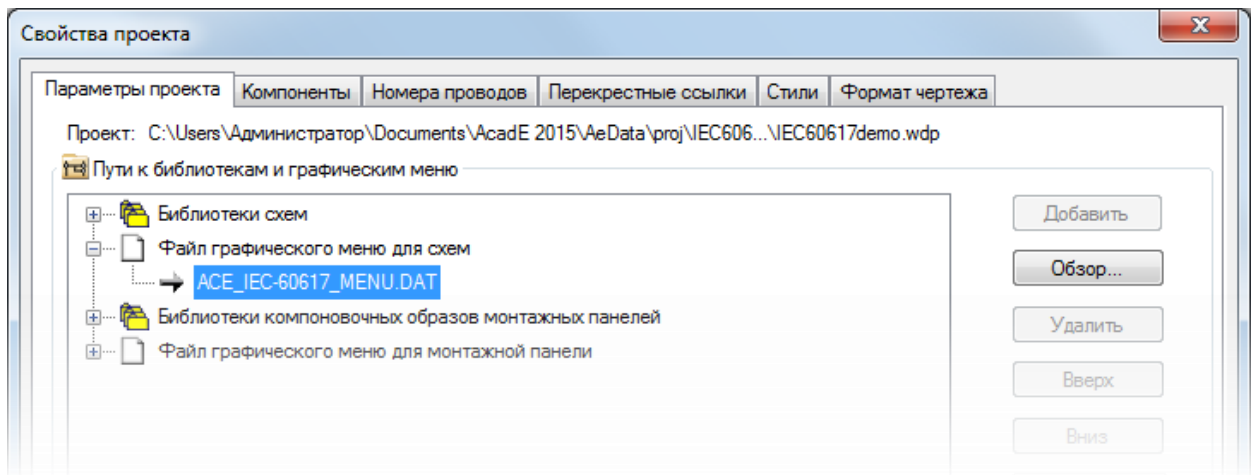 Свойства проекта
Параметры проекта Компоненты Номера проводов Перекрестные ссылки Стили Формат чертежа
Проект: C:\Users\Администратор\Documents\AcadE 2015\AeData\proj\IEC606...\IEC60617demo.wdp
Пути к библиотекам и графическим меню
Библиотеки схем
Добавить
Файл графического меню для схем
ACE_IEC-60617_MENU.DAT
Обзор...
Библиотеки компоновочных образов монтажных панелей
Удалить
Файл графического меню для монтажной панели
Вверх
Вниз